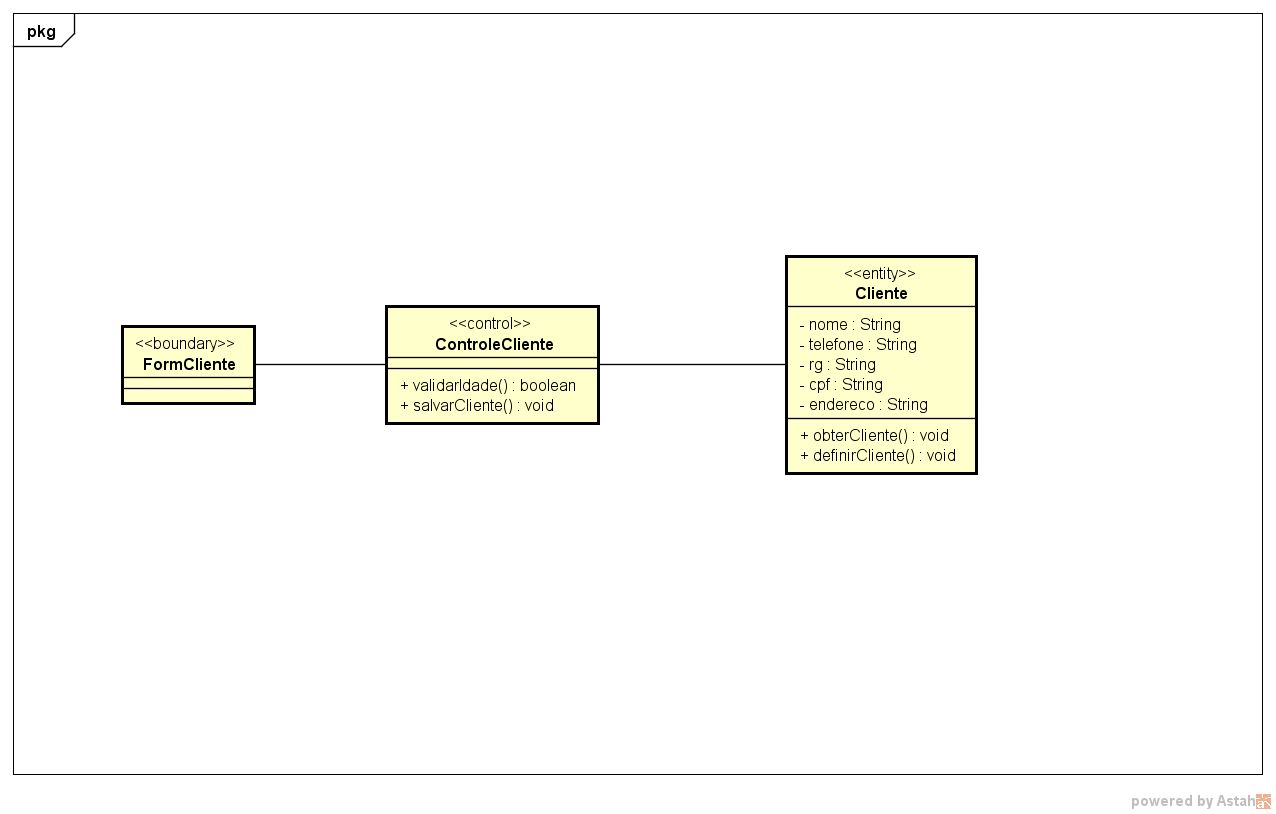 pkg
<<boundary>>
FormCliente
<<control>>
ControleCliente
+ validarIdade() : boolean
+ salvarCliente() : void
<<entity>>
Cliente
- nome : String
- telefone : String
- rg : String
- cpf : String
- endereco : String
+ obterCliente() : void
+ definirCliente() : void
powered by Astah